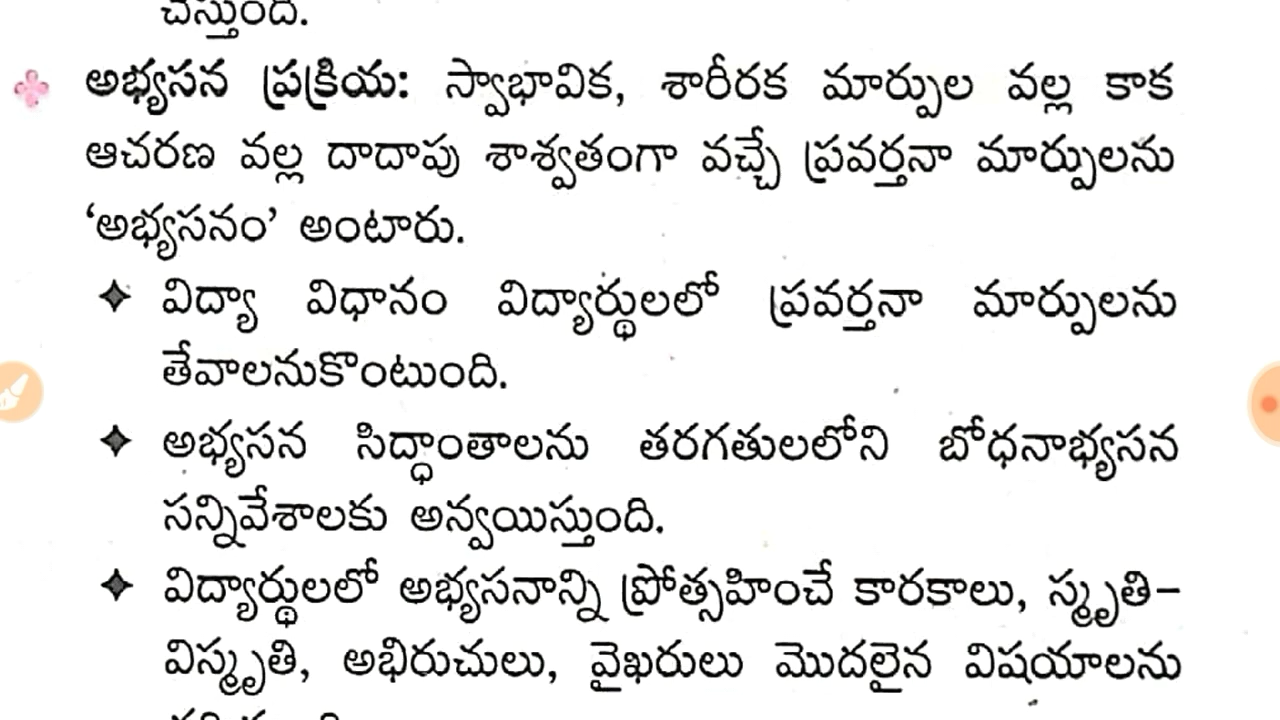 చేస్తుంది.
అభ్యసన ప్రక్రియ: స్వాభావిక, శారీరక మార్పుల వల్ల కాక
ఆచరణ వల్ల దాదాపు శాశ్వతంగా వచ్చే ప్రవర్తనా మార్పులను
‘అభ్యసనం’ అంటారు.
విద్యా విధానం విద్యార్థులలో ప్రవర్తనా మార్పులను
తేవాలనుకొంటుంది.
అభ్యసన సిద్ధాంతాలను తరగతులలోని బోధనాభ్యసన
సన్నివేశాలకు అన్వయిస్తుంది.
విద్యార్థులలో అభ్యసనాన్ని ప్రోత్సహించే కారకాలు, స్మృతి–
విస్మృతి, అభిరుచులు, వైఖరులు మొదలైన విషయాలను